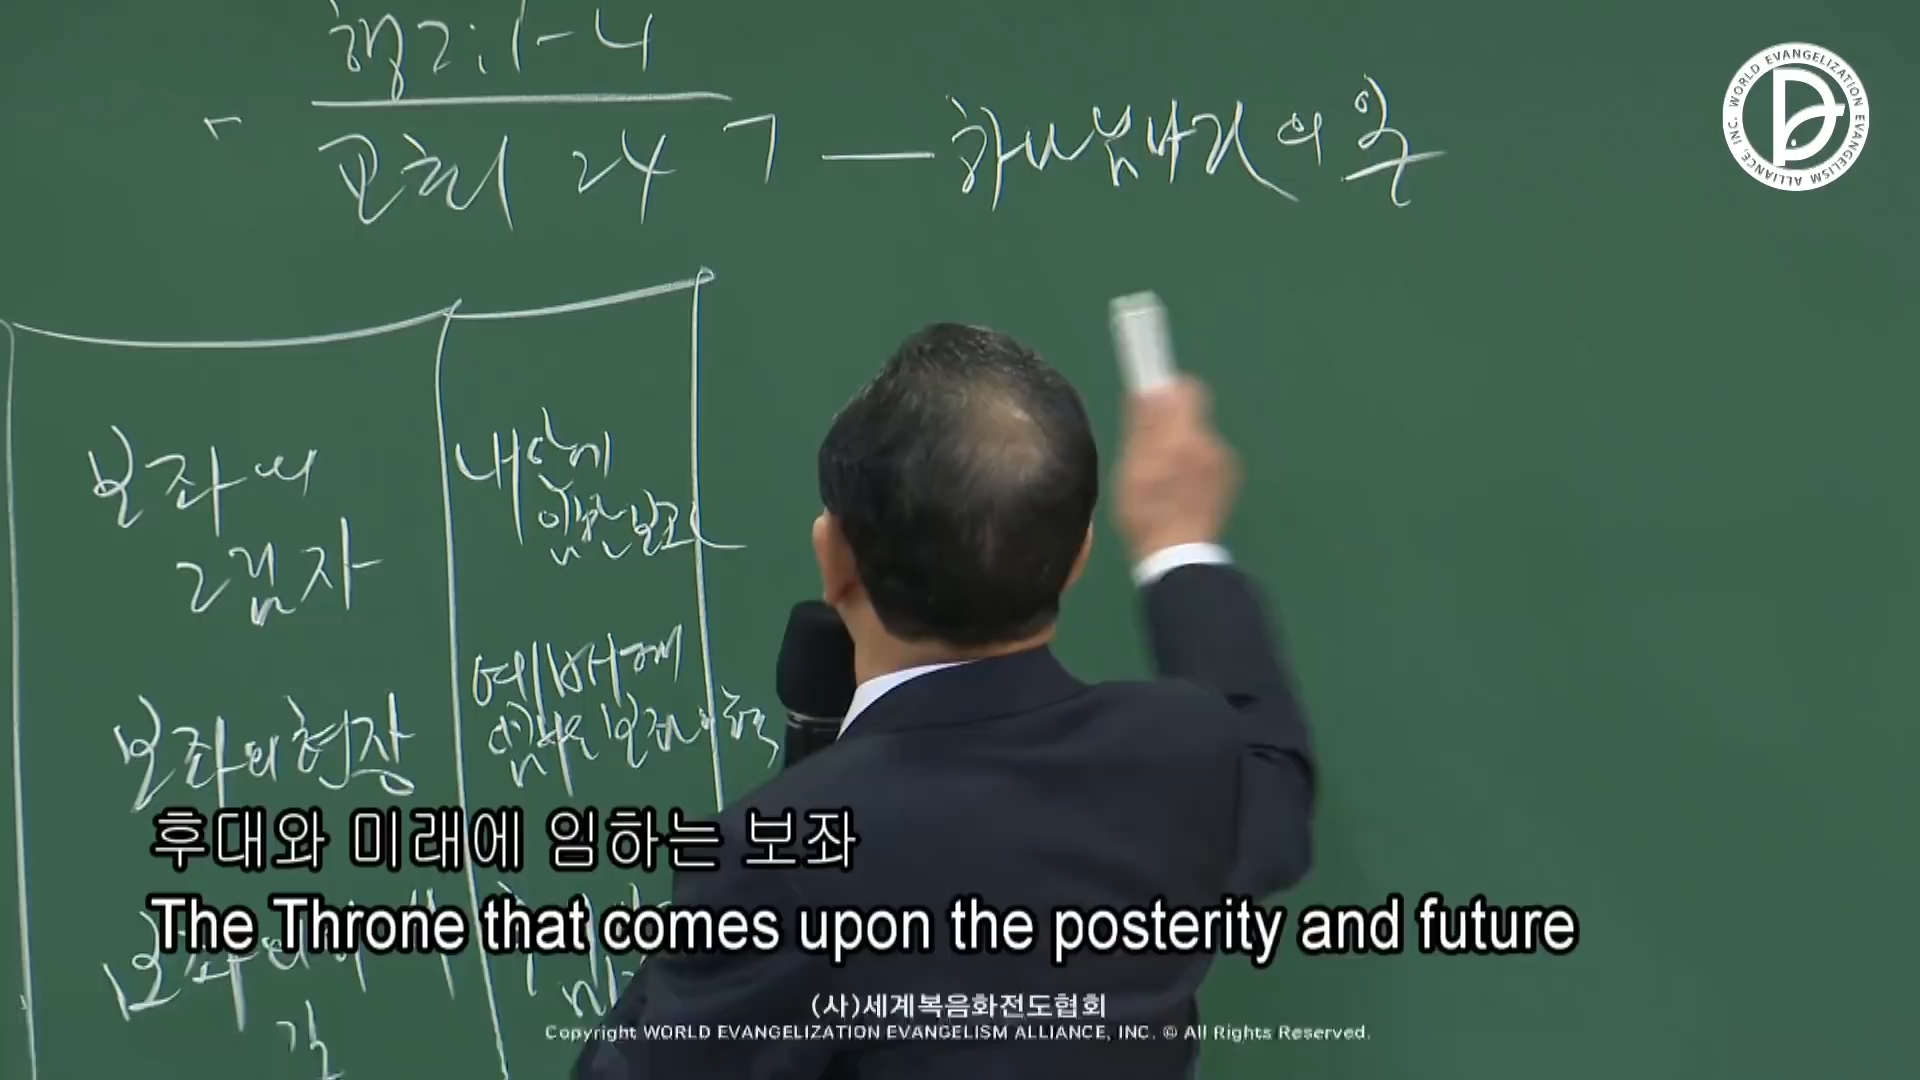 행 2:1-4
교회 24 7 — 하나님나라의 일
보좌의
그림자
내 안에
임한 보좌
보좌의 현장
예배에
임하는 보좌의 축
후대와 미래에 임하는 보좌
The Throne that comes upon the posterity and future
(사)세계복음화전도협회
Copyright WORLD EVANGELIZATION EVANGELISM ALLIANCE, INC. © All Rights Reserved.
WORLD EVANGELIZATION EVANGELISM ALLIANCE, INC.